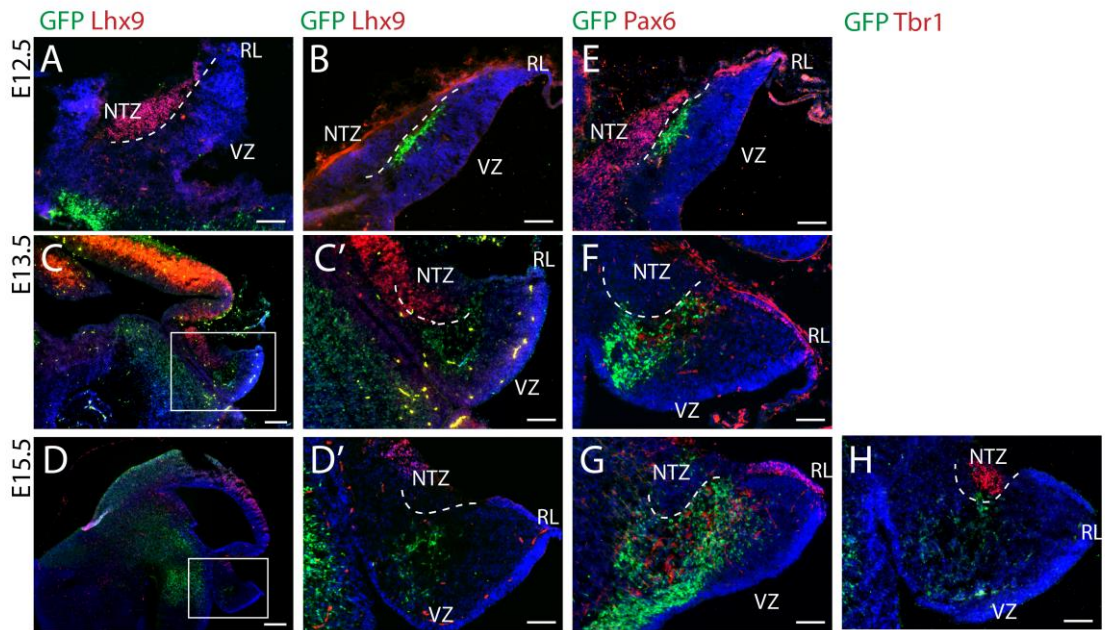 GFP Lhx9 GFP Lhx9 GFP Pax6 GFP Tbr1
E12.5
A
RL
NTZ
VZ
B
RL
NTZ
VZ
E
RL
NTZ
VZ
E13.5
C
C'
NTZ
RL
VZ
F
NTZ
RL
VZ
E15.5
D
D'
NTZ
RL
VZ
G
NTZ
RL
VZ
H
NTZ
RL
VZ